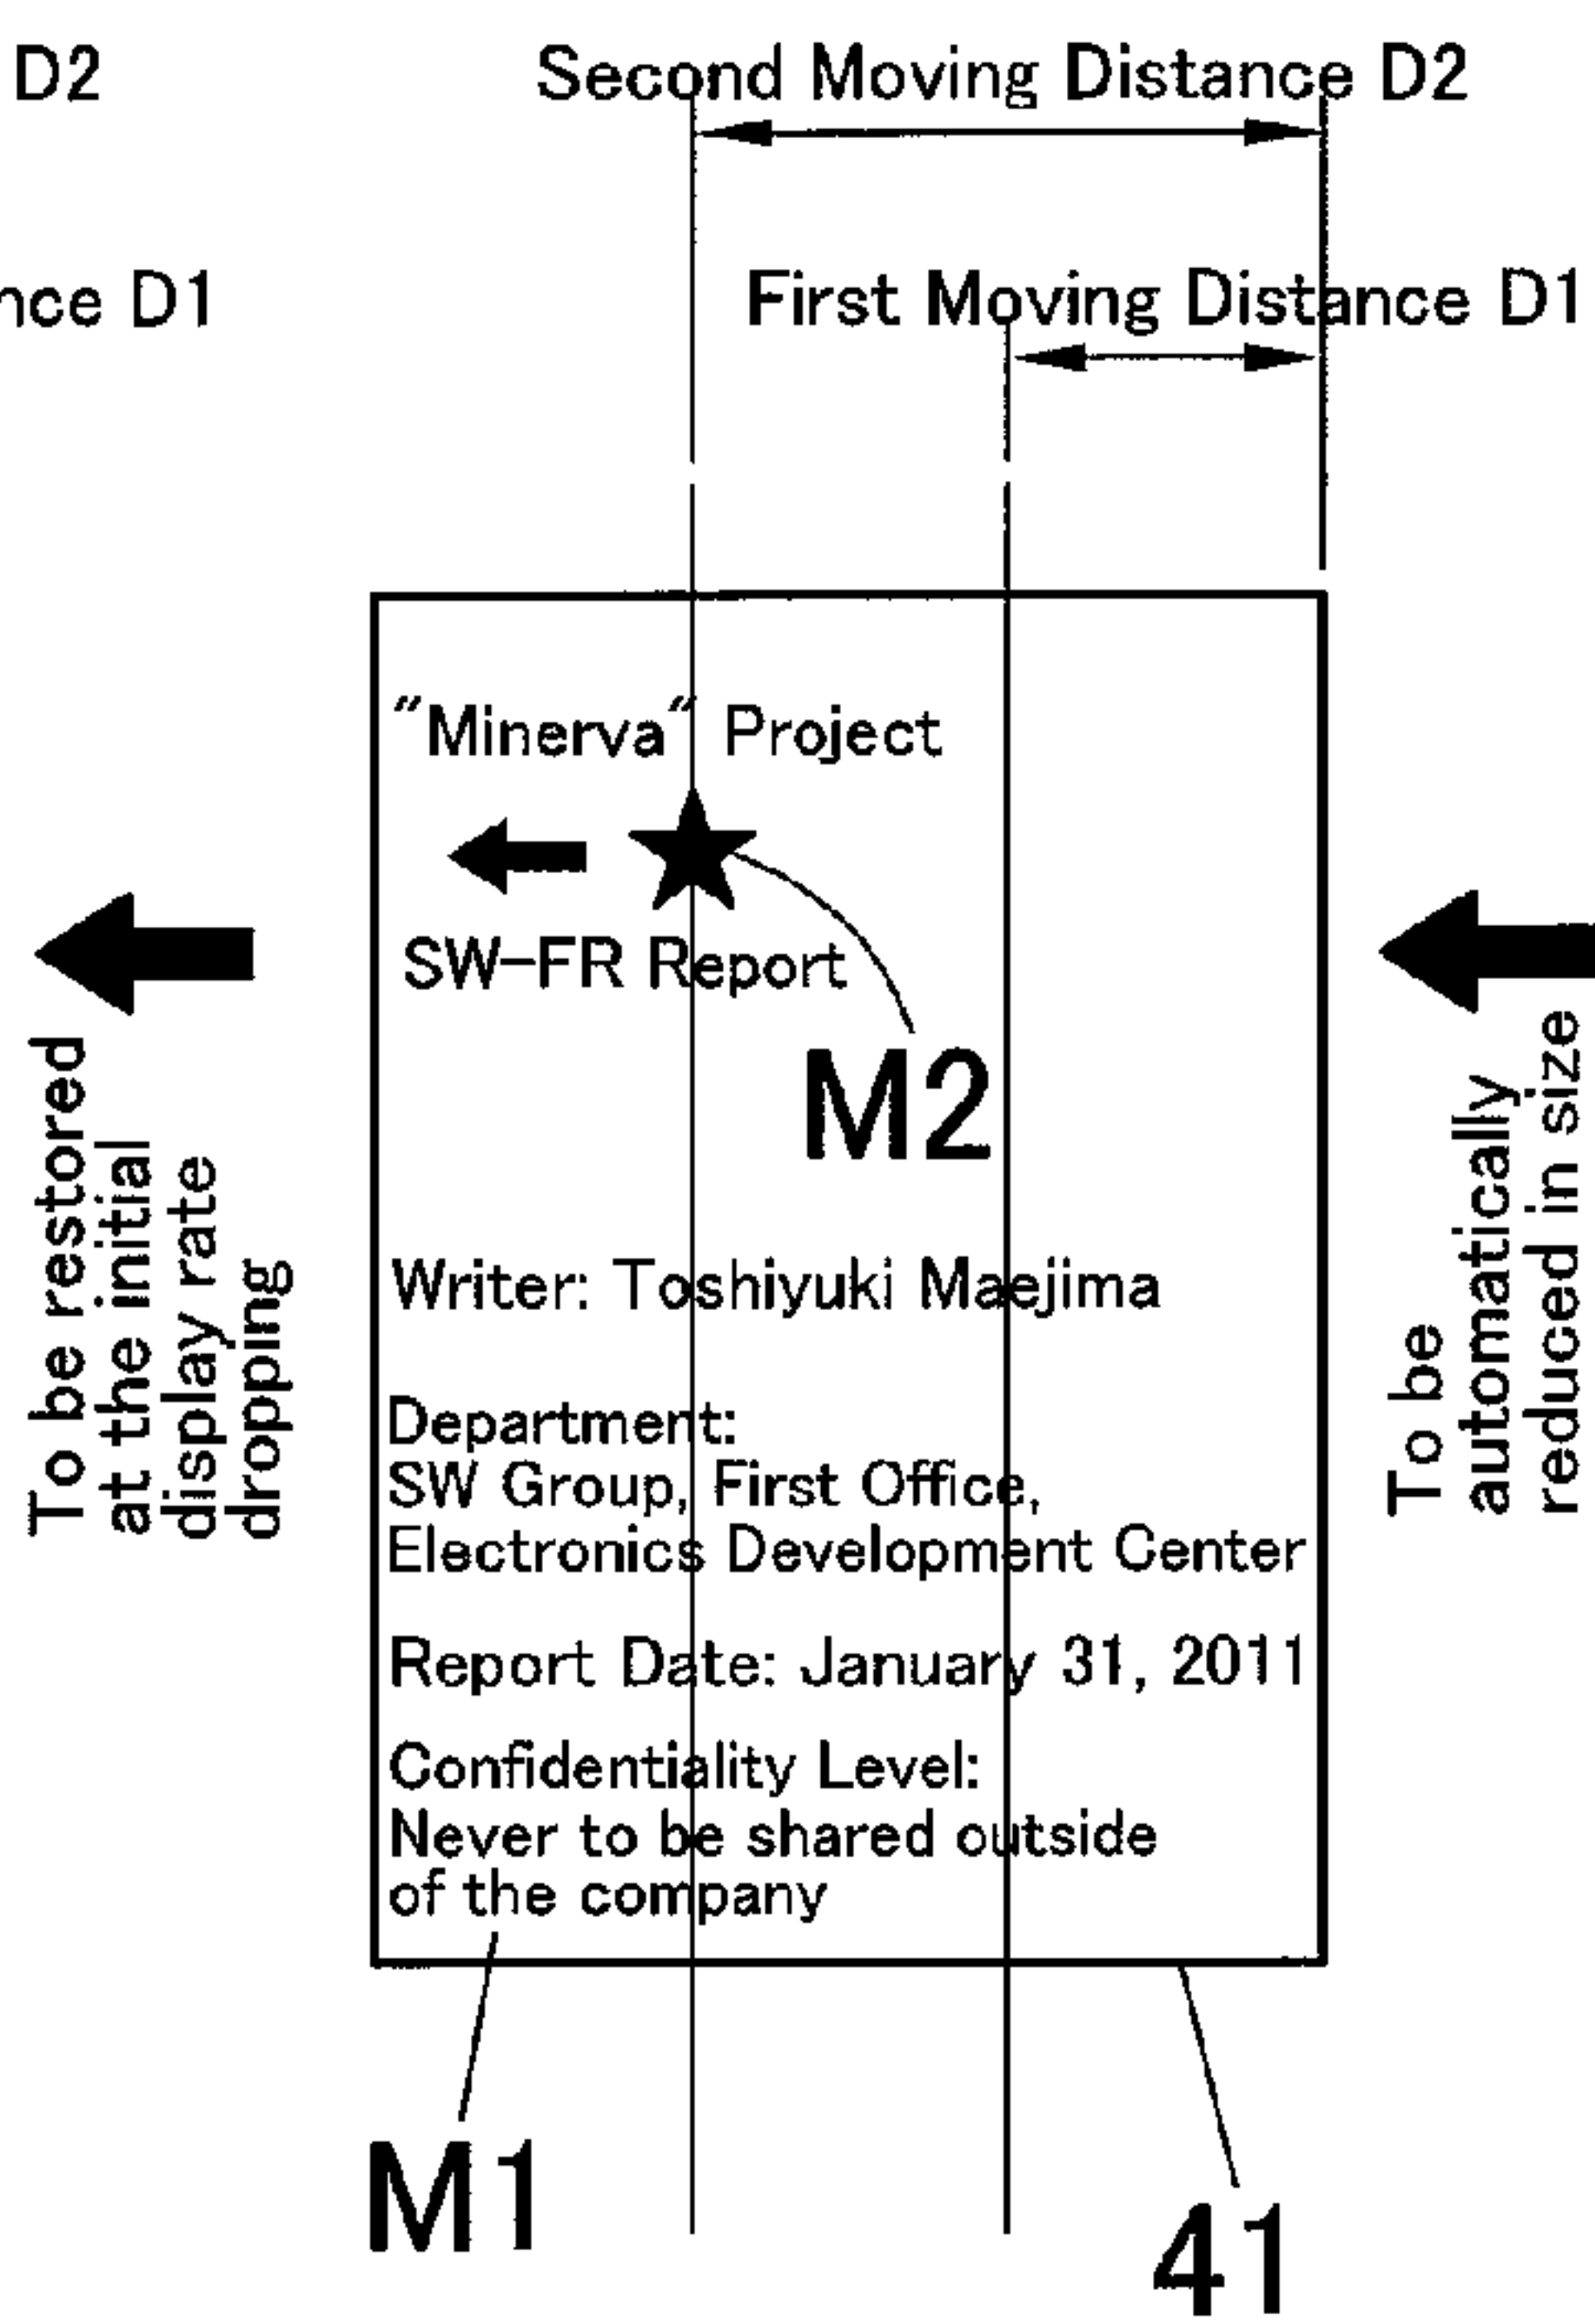 D2
Second Moving Distance D2
nce D1
First Moving Distance D1
"Minerva" Project
SW-FR Report
M2
To be restored
at the initial
display rate
dropping
To be
automatically
reduced in size
Writer: Toshiyuki Maejima
Department:
SW Group, First Office,
Electronics Development Center
Report Date: January 31, 2011
Confidentiality Level:
Never to be shared outside
of the company
M1
41